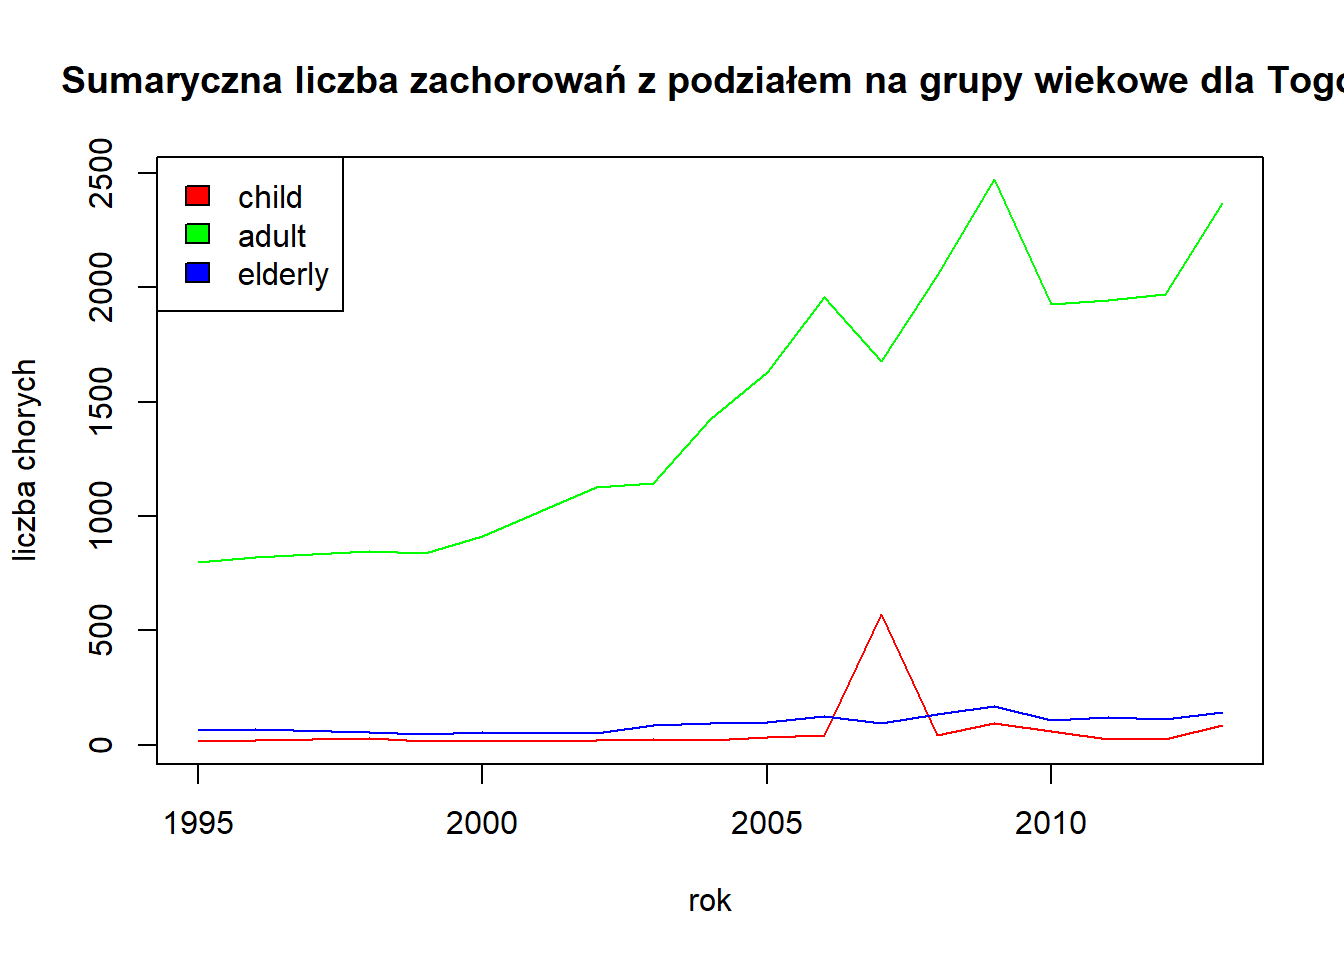 Sumaryczna liczba zachorowań z podziałem na grupy wiekowe dla Togo
child
adult
elderly
liczba chorych
2500
2000
1500
1000
500
0
1995 2000 2005 2010
rok